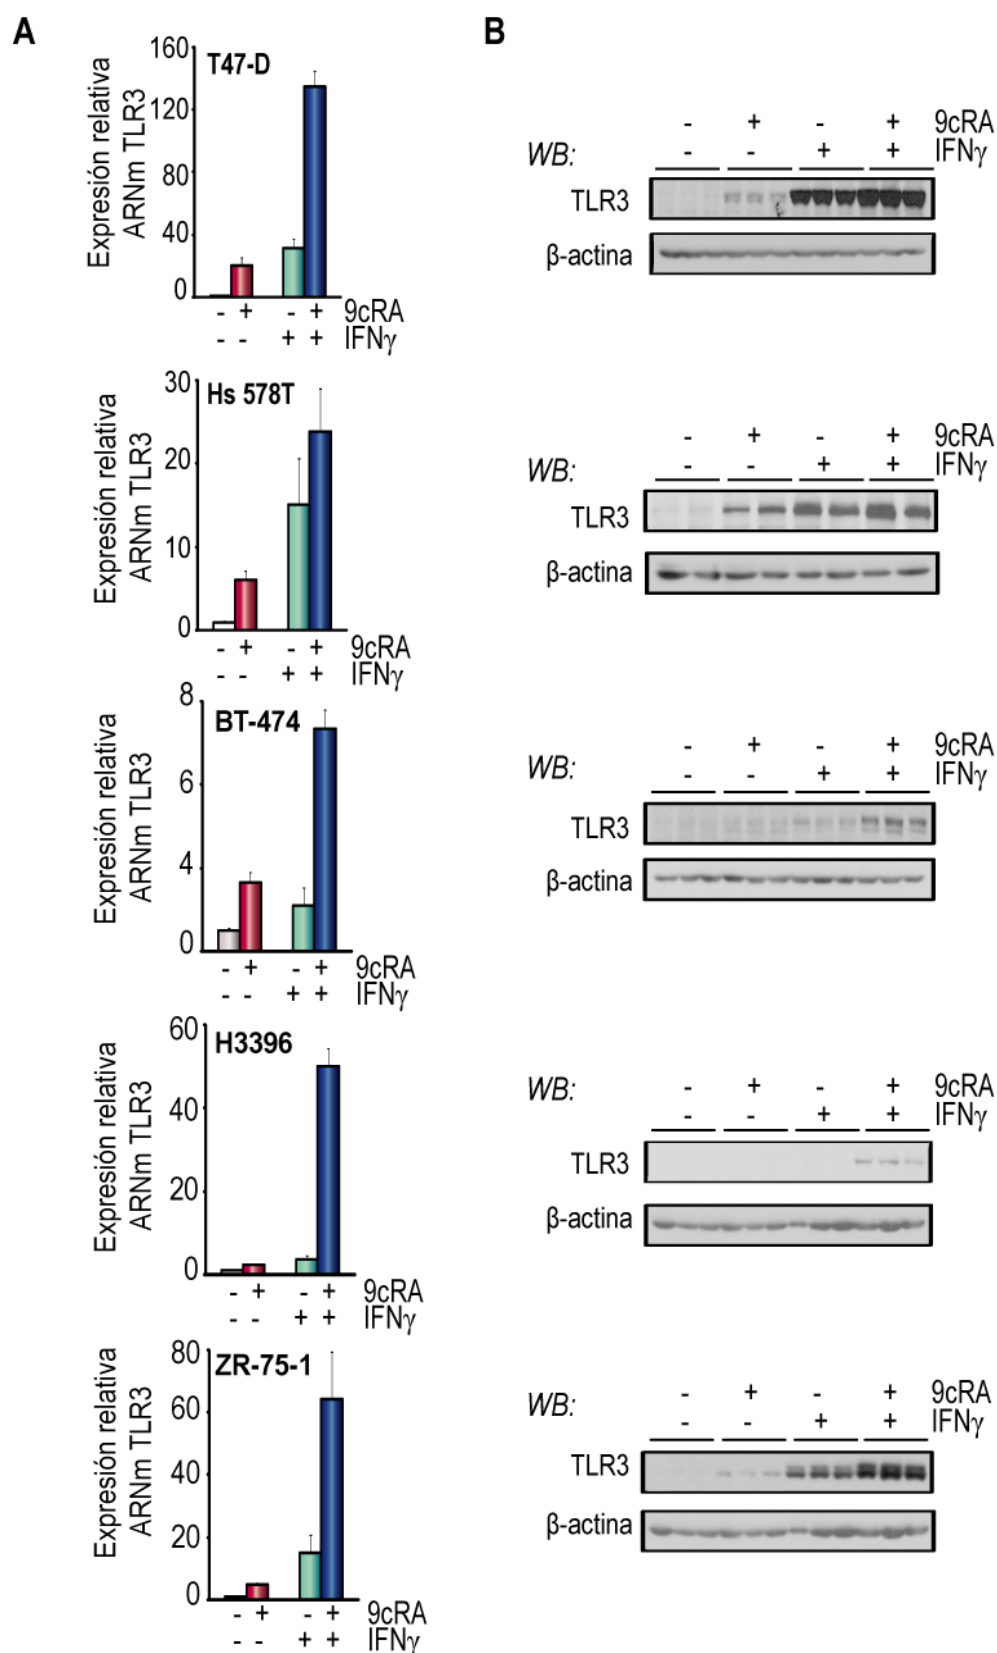 A
T47-D
Expresión relativa
ARNm TLR3
160
120
80
40
0
- + - + 9cRA
- - + + IFNγ
Hs 578T
Expresión relativa
ARNm TLR3
30
20
10
0
- + - + 9cRA
- - + + IFNγ
BT-474
Expresión relativa
ARNm TLR3
8
6
4
0
- + - + 9cRA
- - + + IFNγ
H3396
Expresión relativa
ARNm TLR3
60
40
20
0
- + - + 9cRA
- - + + IFNγ
ZR-75-1
Expresión relativa
ARNm TLR3
80
60
40
20
0
- + - + 9cRA
- - + + IFNγ
B
- + - + 9cRA
WB: - - + + IFNγ
TLR3
β-actina
- + - + 9cRA
WB: - - + + IFNγ
TLR3
β-actina
- + - + 9cRA
WB: - - + + IFNγ
TLR3
β-actina
- + - + 9cRA
WB: - - + + IFNγ
TLR3
β-actina
- + - + 9cRA
WB: - - + + IFNγ
TLR3
β-actina